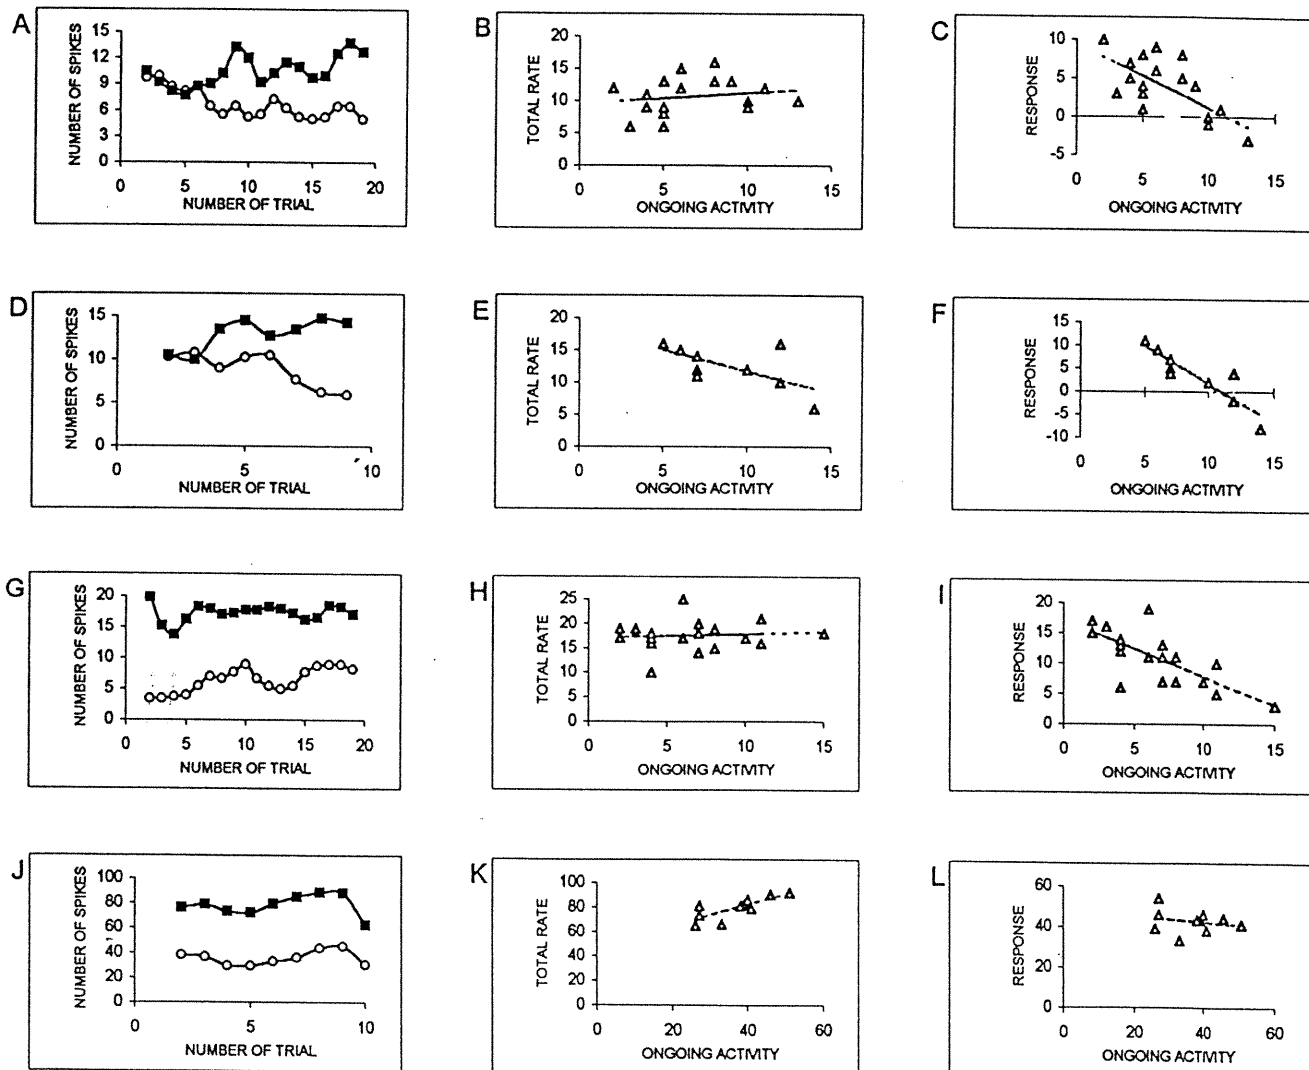 A
NUMBER OF SPIKES
15
12
9
6
3
0
0 5 10 15 20
NUMBER OF TRIAL
B
TOTAL RATE
20
15
10
5
0
0 5 10 15
ONGOING ACTIVITY
C
RESPONSE
10
5
0
-5
0 5 10 15
ONGOING ACTIVITY
D
NUMBER OF SPIKES
15
10
5
0
0 5 10
NUMBER OF TRIAL
E
TOTAL RATE
20
15
10
5
0
0 5 10 15
ONGOING ACTIVITY
F
RESPONSE
15
10
5
0
-5
-10
0 5 10 15
ONGOING ACTIVITY
G
NUMBER OF SPIKES
20
15
10
5
0
0 5 10 15 20
NUMBER OF TRIAL
H
TOTAL RATE
25
20
15
10
5
0
0 5 10 15
ONGOING ACTIVITY
I
RESPONSE
20
15
10
5
0
0 5 10 15
ONGOING ACTIVITY
J
NUMBER OF SPIKES
100
80
60
40
20
0
0 5 10
NUMBER OF TRIAL
K
TOTAL RATE
100
80
60
40
20
0
0 20 40 60
ONGOING ACTIVITY
L
RESPONSE
60
40
20
0
0 20 40 60
ONGOING ACTIVITY